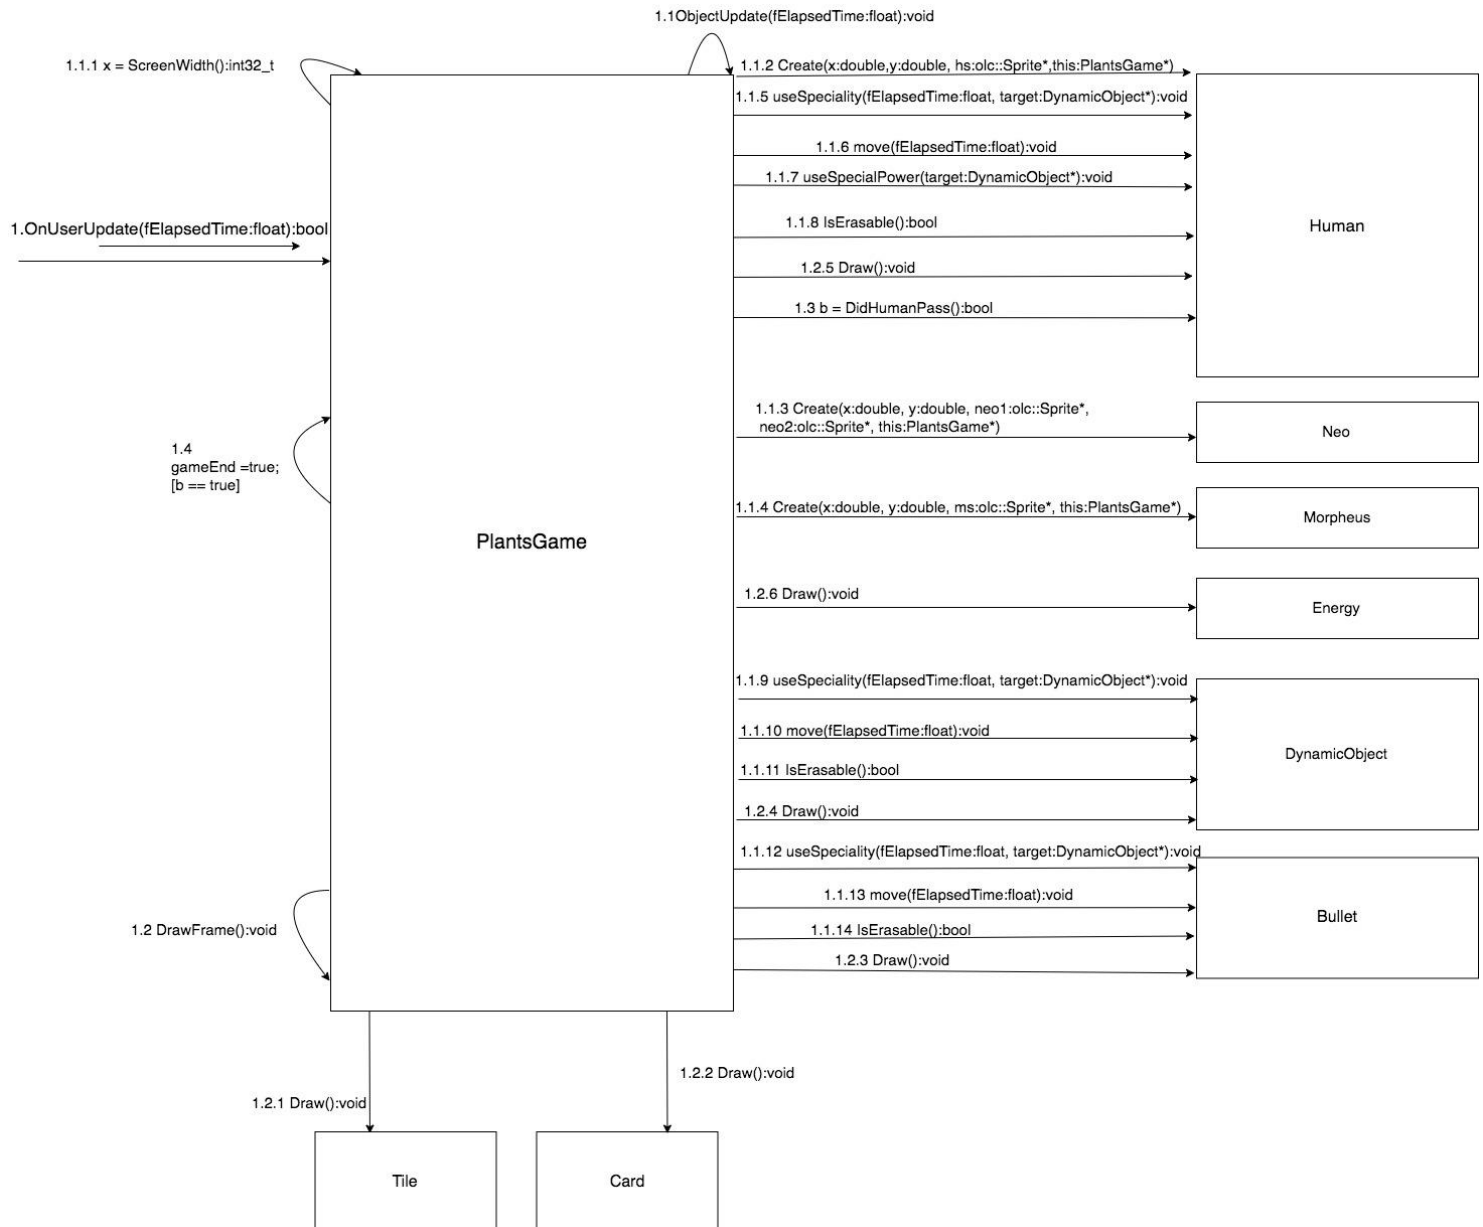 1.1ObjectUpdate(fElapsedTime:float):void
1.1.1 x = ScreenWidth():int32_t
1.1.2 Create(x:double,y:double, hs:olc::Sprite*,this:PlantsGame*)
1.1.5 useSpeciality(fElapsedTime:float, target:DynamicObject*):void
1.1.6 move(fElapsedTime:float):void
1.1.7 useSpecialPower(target:DynamicObject*):void
1.1.8 IsErasable():bool
Human
1.OnUserUpdate(fElapsedTime:float):bool
1.2.5 Draw():void
1.3 b = DidHumanPass():bool
1.1.3 Create(x:double, y:double, neo1:olc::Sprite*,
neo2:olc::Sprite*, this:PlantsGame*)
Neo
1.4
gameEnd =true;
[b == true]
1.1.4 Create(x:double, y:double, ms:olc::Sprite*, this:PlantsGame*)
Morpheus
PlantsGame
1.2.6 Draw():void
Energy
1.1.9 useSpeciality(fElapsedTime:float, target:DynamicObject*):void
1.1.10 move(fElapsedTime:float):void
DynamicObject
1.1.11 IsErasable():bool
1.2.4 Draw():void
1.1.12 useSpeciality(fElapsedTime:float, target:DynamicObject*):void
1.1.13 move(fElapsedTime:float):void
Bullet
1.2 DrawFrame():void
1.1.14 IsErasable():bool
1.2.3 Draw():void
1.2.2 Draw():void
1.2.1 Draw():void
Tile
Card